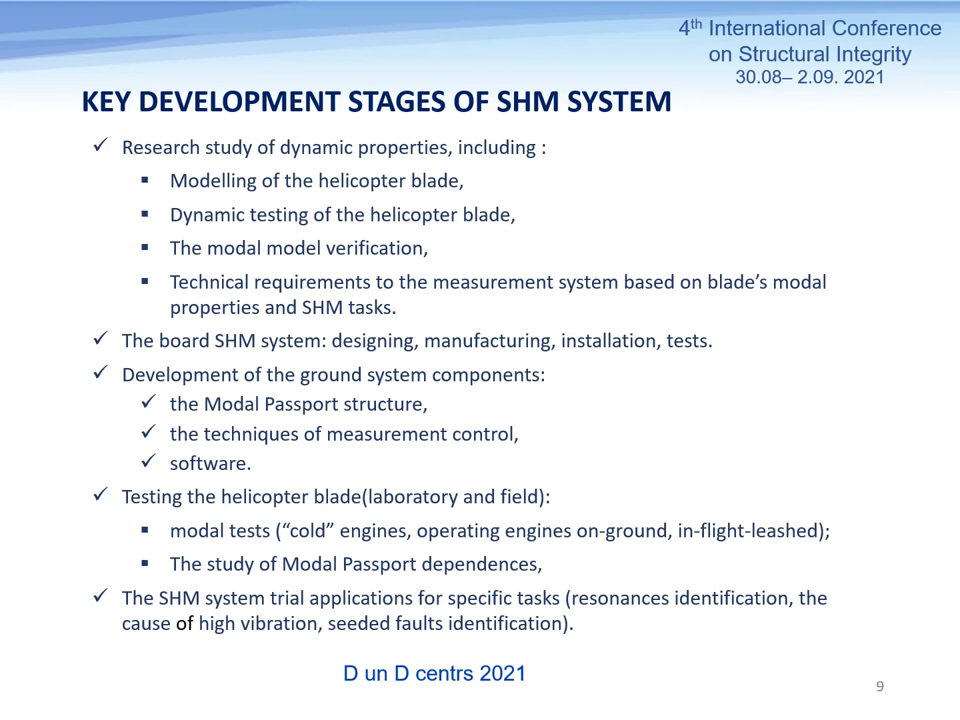 4th International Conference
on Structural Integrity
30.08– 2.09. 2021
KEY DEVELOPMENT STAGES OF SHM SYSTEM
✓ Research study of dynamic properties, including :
▪ Modelling of the helicopter blade,
▪ Dynamic testing of the helicopter blade,
▪ The modal model verification,
▪ Technical requirements to the measurement system based on blade’s modal
properties and SHM tasks.
✓ The board SHM system: designing, manufacturing, installation, tests.
✓ Development of the ground system components:
✓ the Modal Passport structure,
✓ the techniques of measurement control,
✓ software.
✓ Testing the helicopter blade(laboratory and field):
▪ modal tests (“cold” engines, operating engines on-ground, in-flight-leashed);
▪ The study of Modal Passport dependences,
✓ The SHM system trial applications for specific tasks (resonances identification, the
cause of high vibration, seeded faults identification).
D un D centrs 2021
9